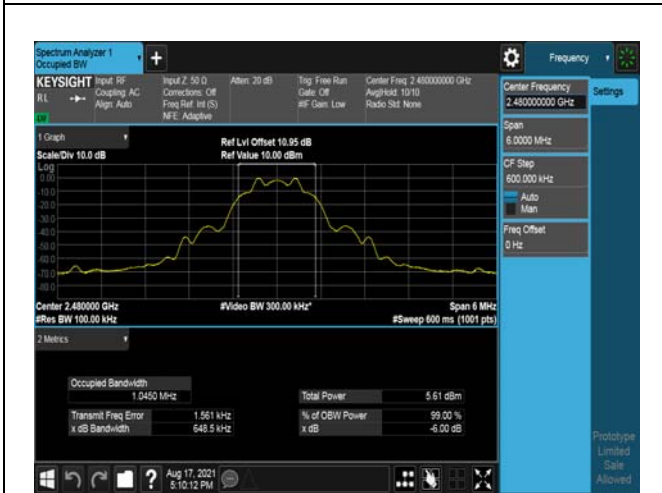 Spectrum Analyzer 1
Occupied BW
Frequency
KEYSIGHT
RL
Input: RF
Coupling: AC
Align: Auto
Input Z: 50 Ω
Corrections: Off
Freq Ref: Int (S)
NFE: Adaptive
Atten: 20 dB
Trig: Free Run
Gate: Off
#IF Gain: Low
Center Freq: 2.480000000 GHz
Avg|Hold: 10/10
Radio Std: None
Center Frequency
2.480000000 GHz
Settings
Span
6.0000 MHz
CF Step
600.000 kHz
Auto
Man
Freq Offset
0 Hz
1 Graph
Scale/Div 10.0 dB
Ref Lvl Offset 10.95 dB
Ref Value 10.00 dBm
Log
0.00
-10.0
-20.0
-30.0
-40.0
-50.0
-60.0
-70.0
-80.0
Center 2.480000 GHz
#Res BW 100.00 kHz
#Video BW 300.00 kHz*
Span 6 MHz
#Sweep 600 ms (1001 pts)
2 Metrics
Occupied Bandwidth
1.0450 MHz
Total Power 5.61 dBm
Transmit Freq Error 1.561 kHz
% of OBW Power 99.00 %
x dB Bandwidth 648.5 kHz
x dB -6.00 dB
Aug 17, 2021
5:10:12 PM
Prototype
Limited
Sale
Allowed